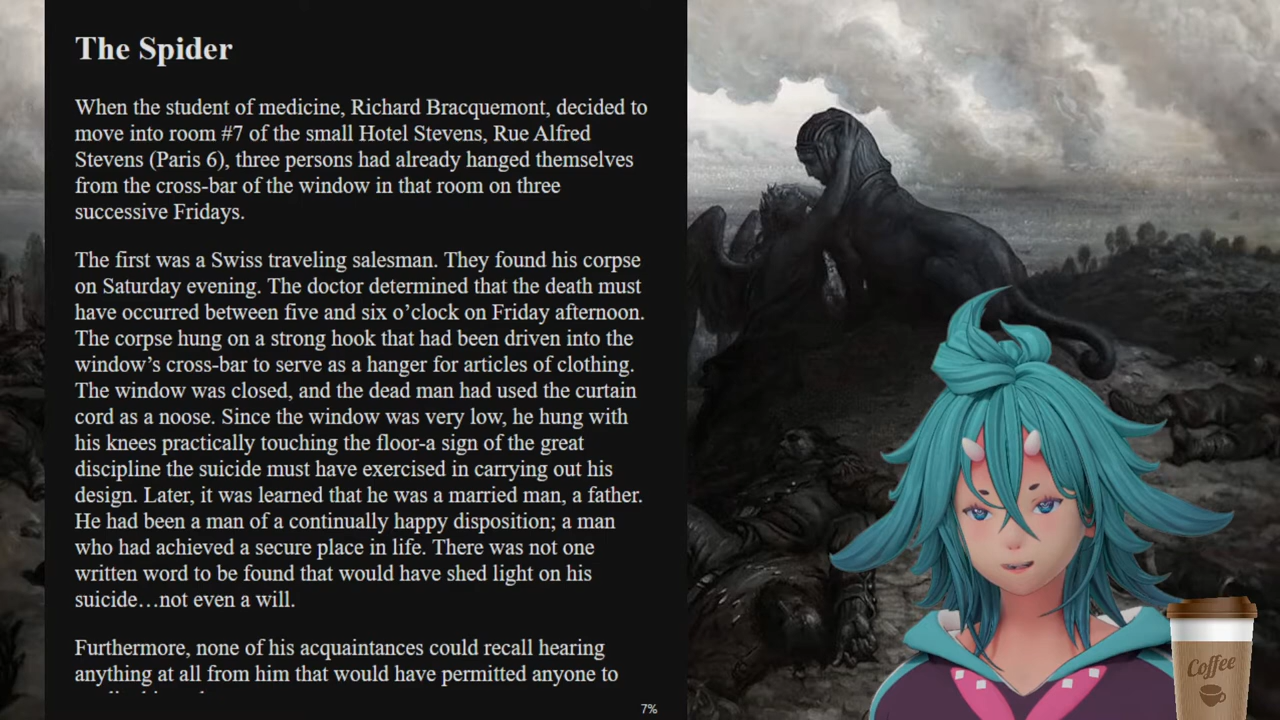 The Spider
When the student of medicine, Richard Bracquemont, decided to
move into room #7 of the small Hotel Stevens, Rue Alfred
Stevens (Paris 6), three persons had already hanged themselves
from the cross-bar of the window in that room on three
successive Fridays.
The first was a Swiss traveling salesman. They found his corpse
on Saturday evening. The doctor determined that the death must
have occurred between five and six o’clock on Friday afternoon.
The corpse hung on a strong hook that had been driven into the
window’s cross-bar to serve as a hanger for articles of clothing.
The window was closed, and the dead man had used the curtain
cord as a noose. Since the window was very low, he hung with
his knees practically touching the floor-a sign of the great
discipline the suicide must have exercised in carrying out his
design. Later, it was learned that he was a married man, a father.
He had been a man of a continually happy disposition; a man
who had achieved a secure place in life. There was not one
written word to be found that would have shed light on his
suicide…not even a will.
Furthermore, none of his acquaintances could recall hearing
anything at all from him that would have permitted anyone to
7%
Coffee